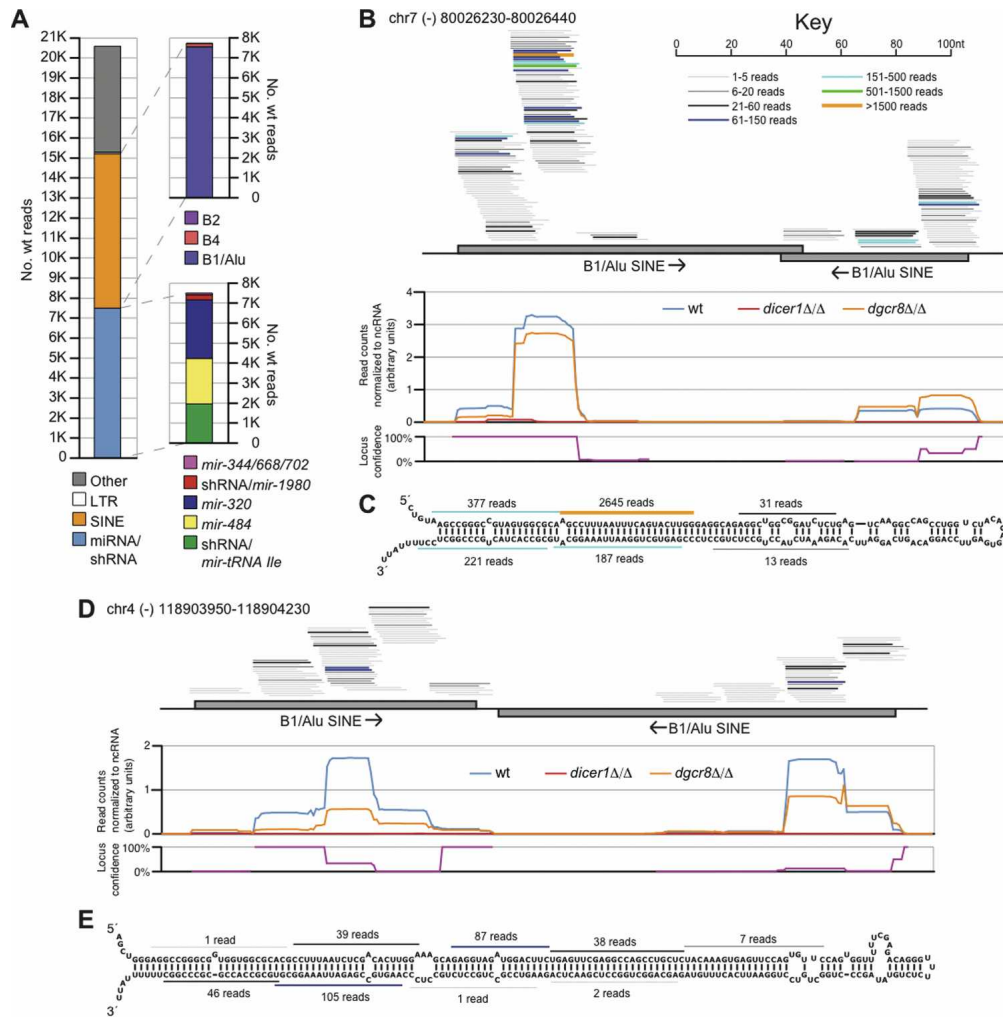 A
No. wt reads
21K
20K
19K
18K
17K
16K
15K
14K
13K
12K
11K
10K
9K
8K
7K
6K
5K
4K
3K
2K
1K
0
Other
LTR
SINE
miRNA/
shRNA
8K
7K
6K
5K
4K
3K
2K
1K
0
No. wt reads
B2
B4
B1/Alu
8K
7K
6K
5K
4K
3K
2K
1K
0
No. wt reads
mir-344/668/702
shRNA/mir-1980
mir-320
mir-484
shRNA/
mir-tRNA Ile
B
chr7 (-) 80026230-80026440
Key
0 20 40 60 80 100nt
1-5 reads
6-20 reads
21-60 reads
61-150 reads
151-500 reads
501-1500 reads
>1500 reads
B1/Alu SINE →
← B1/Alu SINE
Read counts
normalized to ncRNA
(arbitrary units)
4
3
2
1
0
wt dicer1Δ/Δ dgcr8Δ/Δ
Locus
confidence
100%
0%
C
5´
377 reads 2645 reads 31 reads
221 reads 187 reads 13 reads
3´
D
chr4 (-) 118903950-118904230
B1/Alu SINE →
← B1/Alu SINE
Read counts
normalized to ncRNA
(arbitrary units)
2
1
0
wt dicer1Δ/Δ dgcr8Δ/Δ
Locus
confidence
100%
0%
E
5´
1 read 39 reads 87 reads 38 reads 7 reads
46 reads 105 reads 1 read 2 reads
3´